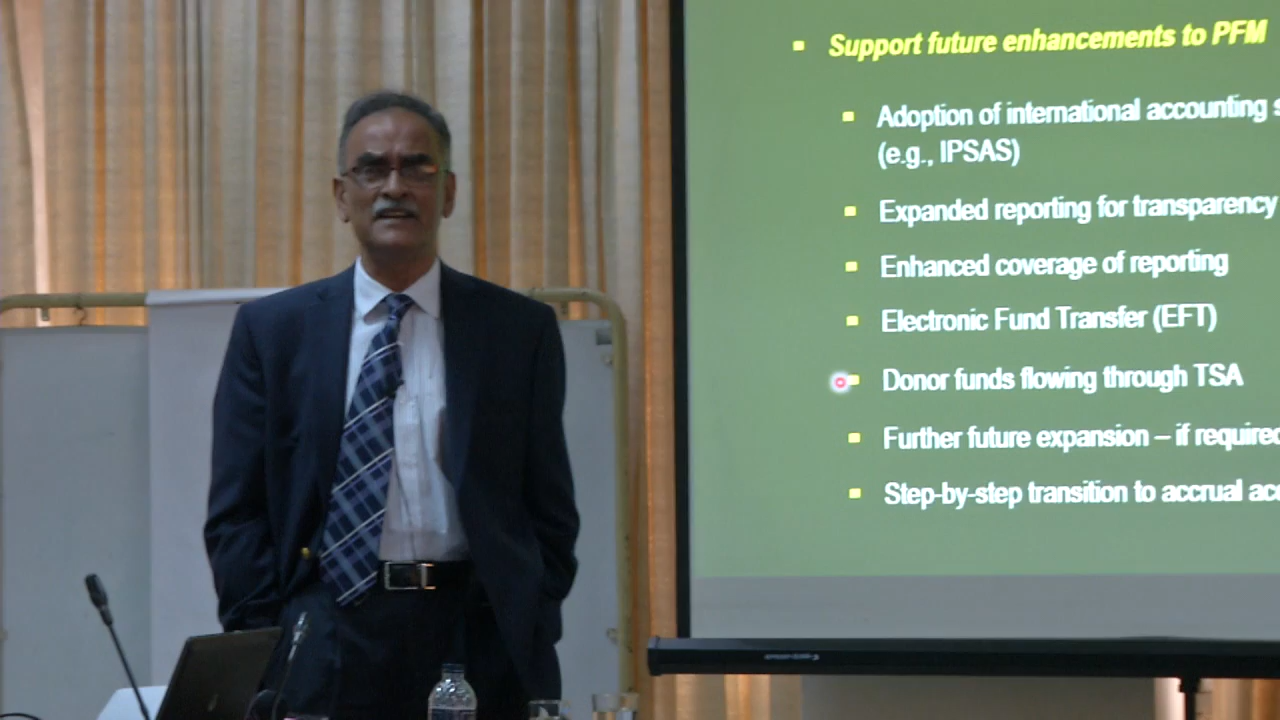 Support future enhancements to PFM
Adoption of international accounting
(e.g., IPSAS)
Expanded reporting for transparency
Enhanced coverage of reporting
Electronic Fund Transfer (EFT)
Donor funds flowing through TSA
Further future expansion – if required
Step-by-step transition to accrual